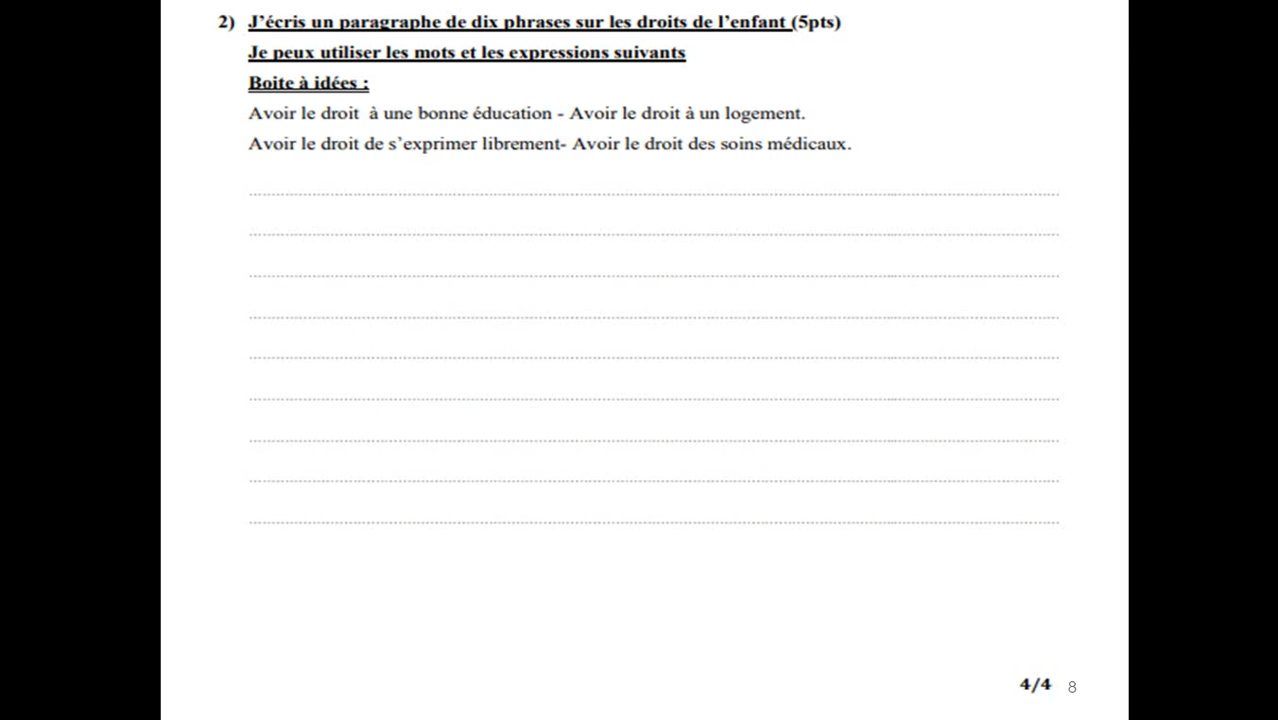 2) J’écris un paragraphe de dix phrases sur les droits de l’enfant (5pts)
Je peux utiliser les mots et les expressions suivants
Boite à idées :
Avoir le droit à une bonne éducation - Avoir le droit à un logement.
Avoir le droit de s’exprimer librement- Avoir le droit des soins médicaux.
4/4 8